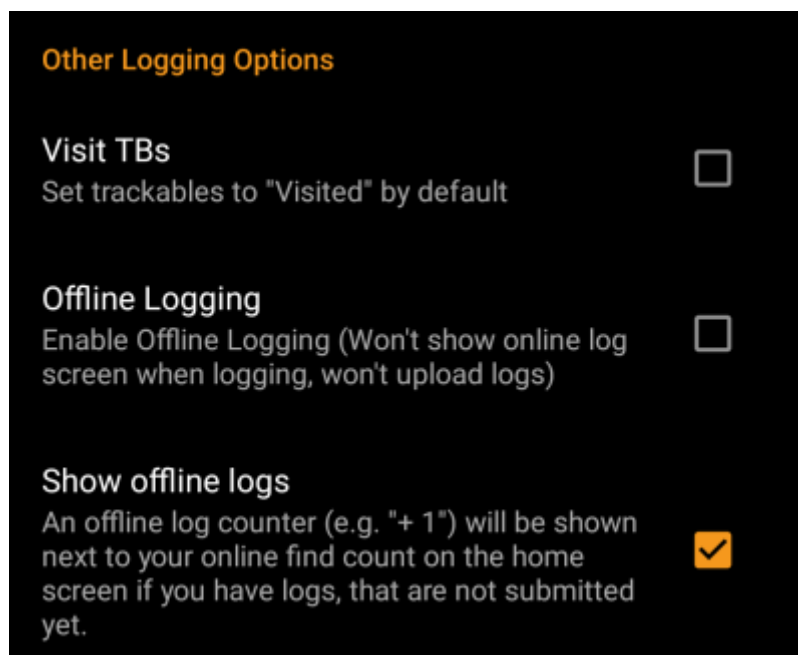 Other Logging Options
Visit TBs
Set trackables to "Visited" by default
Offline Logging
Enable Offline Logging (Won't show online log
screen when logging, won't upload logs)
Show offline logs
An offline log counter (e.g. "+ 1") will be shown
next to your online find count on the home
screen if you have logs, that are not submitted
yet.